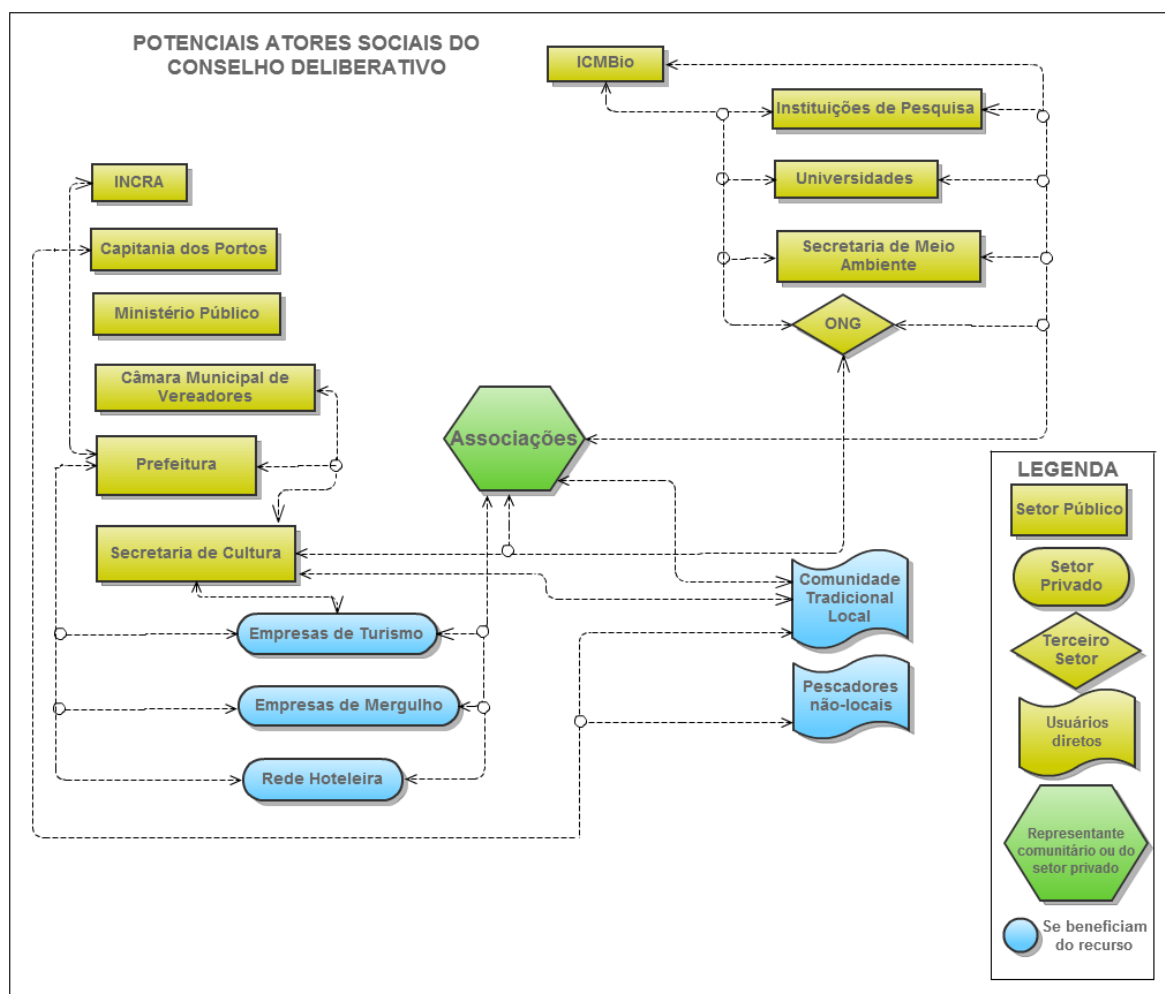 POTENCIAIS ATORES SOCIAIS DO
CONSELHO DELIBERATIVO
ICMBio
Instituições de Pesquisa
Universidades
Secretaria de Meio
Ambiente
ONG
INCRA
Capitania dos Portos
Ministério Público
Câmara Municipal de
Vereadores
Prefeitura
Secretaria de Cultura
Associações
Empresas de Turismo
Empresas de Mergulho
Rede Hoteleira
Comunidade
Tradicional
Local
Pescadores
não-locais
LEGENDA
Setor Público
Setor
Privado
Terceiro
Setor
Usuários
diretos
Representante
comunitário ou do
setor privado
Se beneficiam
do recurso